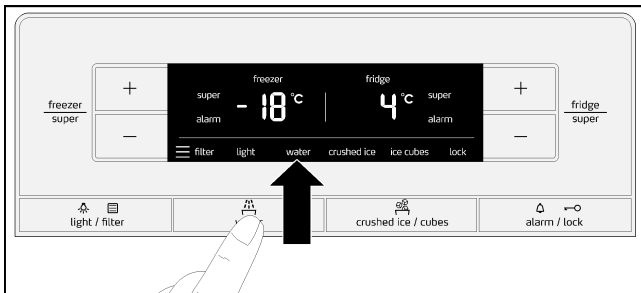 freezer
super
+
−
freezer
super
alarm
- 18 °C
fridge
4 °C
super
alarm
filter light water crushed ice ice cubes lock
+
−
fridge
super
light / filter
crushed ice / cubes
alarm / lock